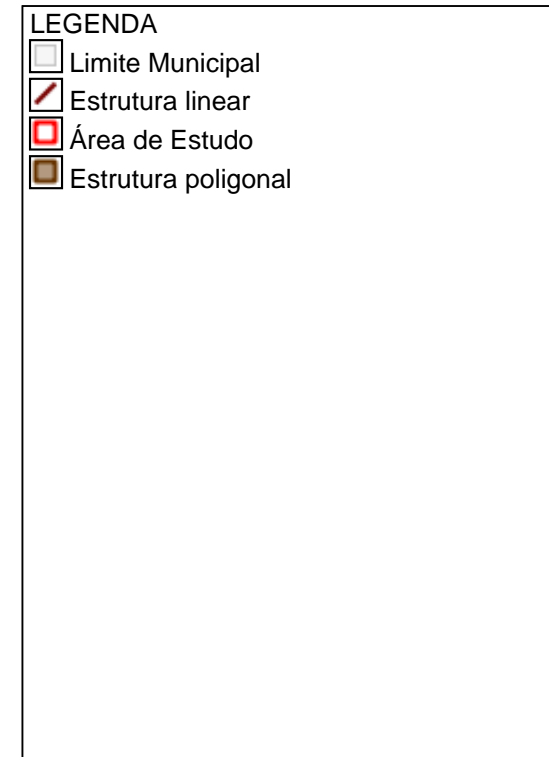 LEGENDA
Limite Municipal
Estrutura linear
Área de Estudo
Estrutura poligonal